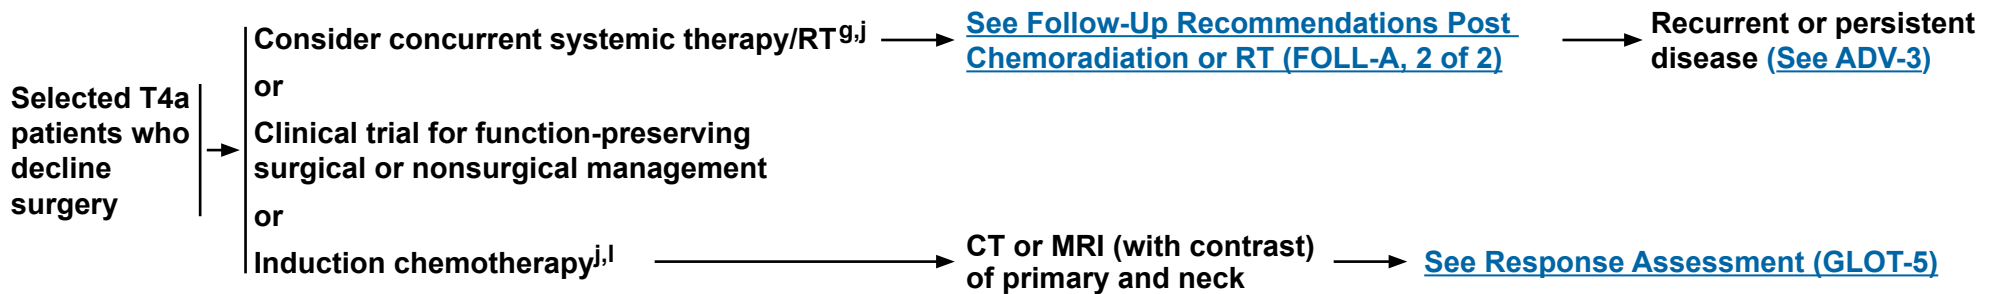 Selected T4a
patients who
decline
surgery
Consider concurrent systemic therapy/RTg,j
or
Clinical trial for function-preserving
surgical or nonsurgical management
or
Induction chemotherapyj,l
See Follow-Up Recommendations Post
Chemoradiation or RT (FOLL-A, 2 of 2)
Recurrent or persistent
disease (See ADV-3)
CT or MRI (with contrast)
of primary and neck
See Response Assessment (GLOT-5)